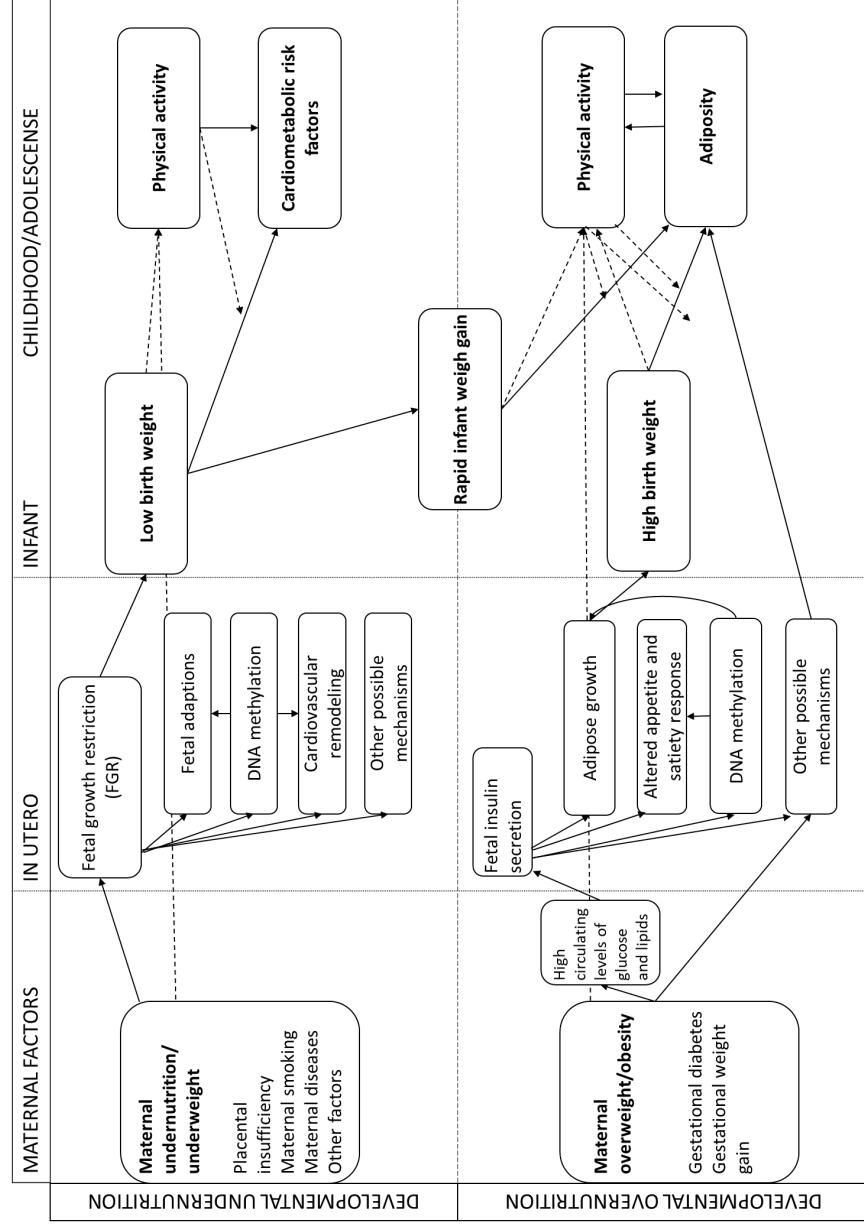 MATERNAL FACTORS
IN UTERO
INFANT
CHILDHOOD/ADOLESCENSE
DEVELOPMENTAL UNDERNUTRITION
Maternal
undernutrition/
underweight
Placental
insufficiency
Maternal smoking
Maternal diseases
Other factors
Fetal growth restriction
(FGR)
Fetal adaptions
DNA methylation
Cardiovascular
remodeling
Other possible
mechanisms
Low birth weight
Physical activity
Cardiometabolic risk
factors
Rapid infant weigh gain
DEVELOPMENTAL OVERNUTRITION
Maternal
overweight/obesity
Gestational diabetes
Gestational weight
gain
High
circulating
levels of
glucose
and lipids
Fetal insulin
secretion
Adipose growth
Altered appetite and
satiety response
DNA methylation
Other possible
mechanisms
High birth weight
Physical activity
Adiposity